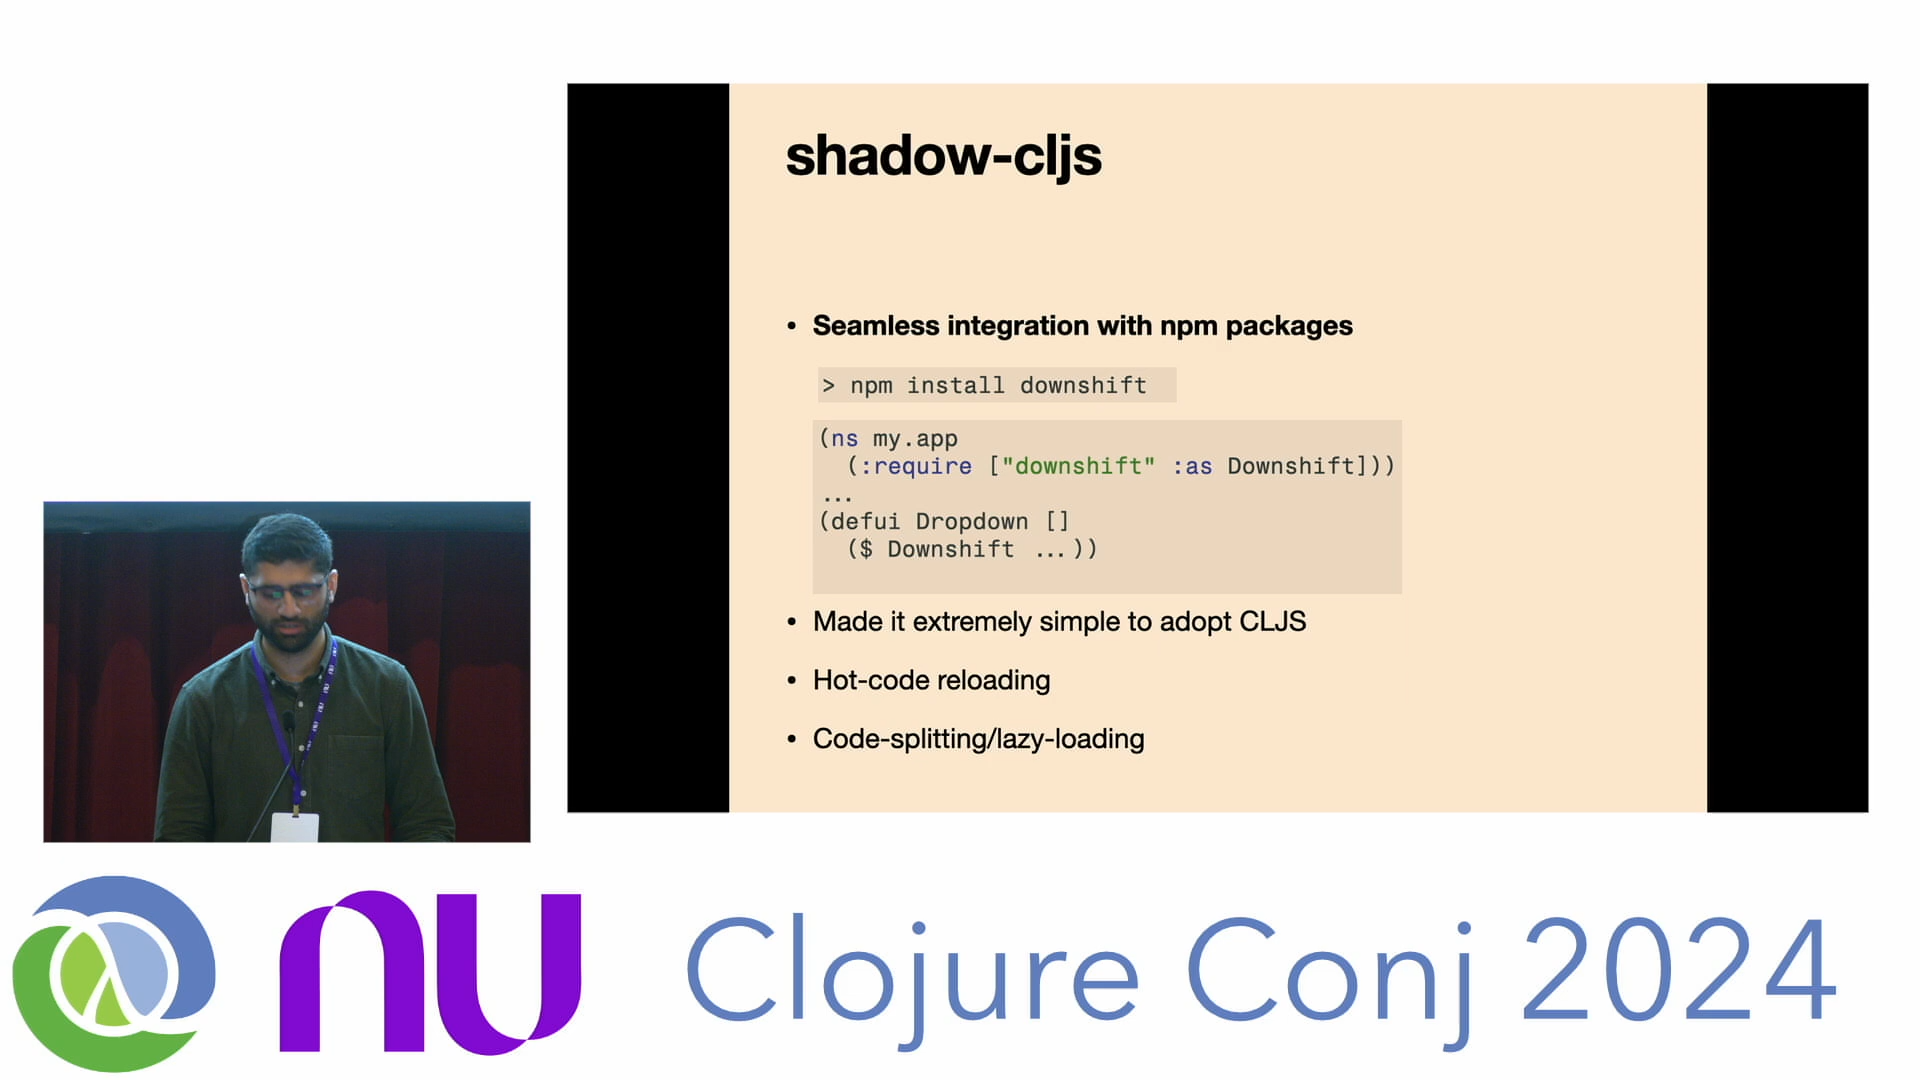 shadow-cljs
• Seamless integration with npm packages
> npm install downshift
(ns my.app
(:require ["downshift" :as Downshift]))
...
(defui Dropdown []
($ Downshift ...))
• Made it extremely simple to adopt CLJS
• Hot-code reloading
• Code-splitting/lazy-loading
nu
Clojure Conj 2024